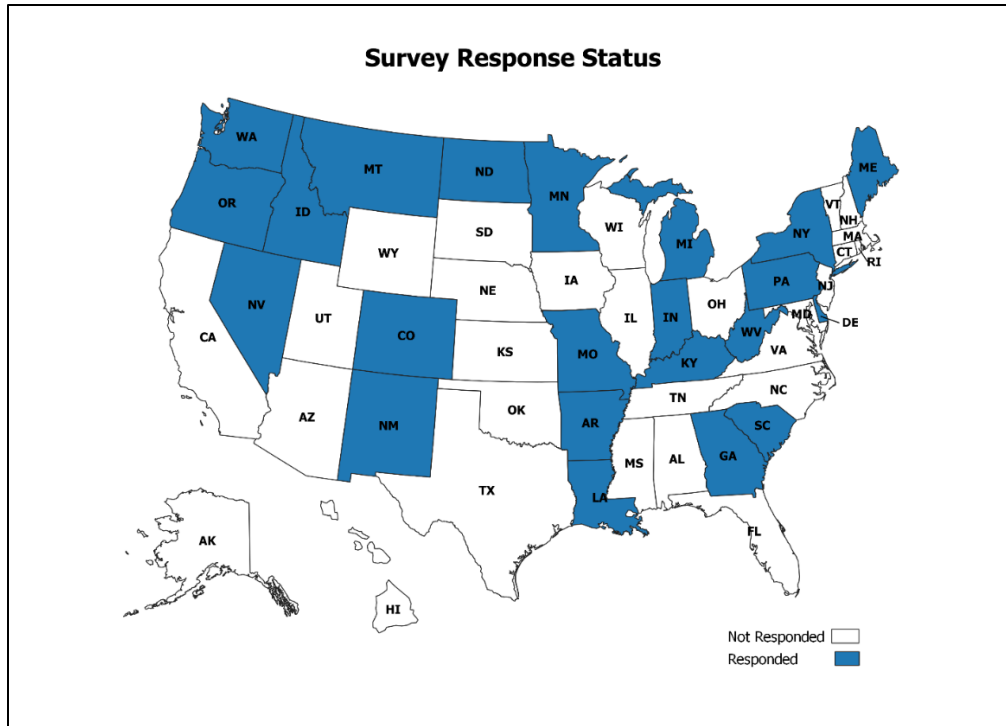 Survey Response Status
WA
MT
ND
MN
ME
OR
ID
SD
WI
MI
NY
VT
NH
MA
CT
RI
WY
IA
PA
NJ
NV
NE
IL
IN
OH
MD
DE
CA
UT
CO
KS
MO
KY
WV
VA
AZ
NM
OK
AR
TN
NC
SC
TX
LA
MS
AL
GA
FL
AK
HI
Not Responded
Responded